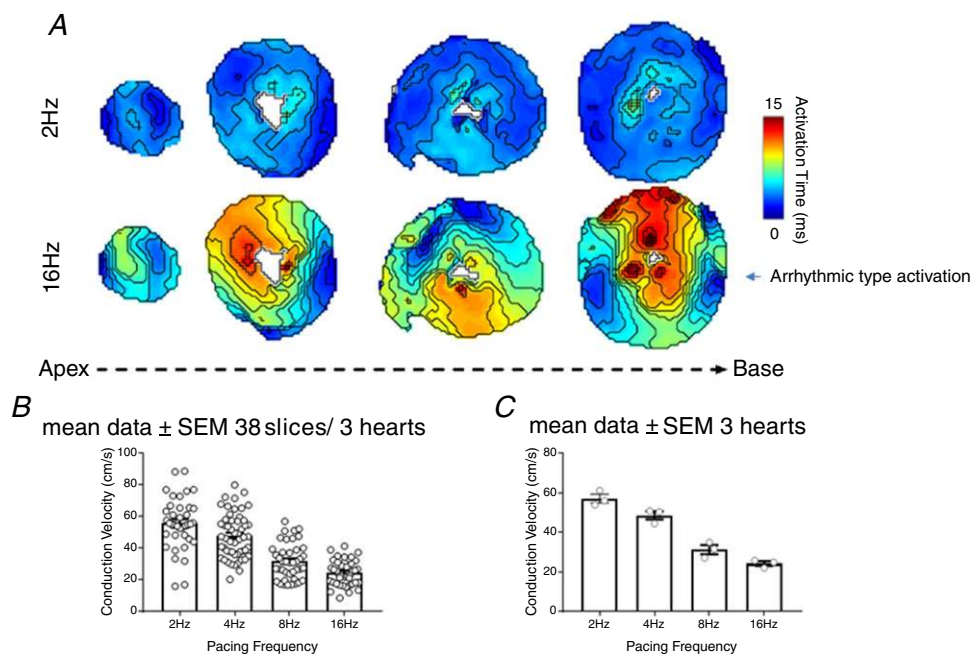 A
2Hz
15
Activation Time (ms)
0
16Hz
Arrhythmic type activation
Apex
Base
B
mean data ± SEM 38 slices/ 3 hearts
Conduction Velocity (cm/s)
100
80
60
40
20
0
2Hz 4Hz 8Hz 16Hz
Pacing Frequency
C
mean data ± SEM 3 hearts
Conduction Velocity (cm/s)
80
60
40
20
0
2Hz 4Hz 8Hz 16Hz
Pacing Frequency